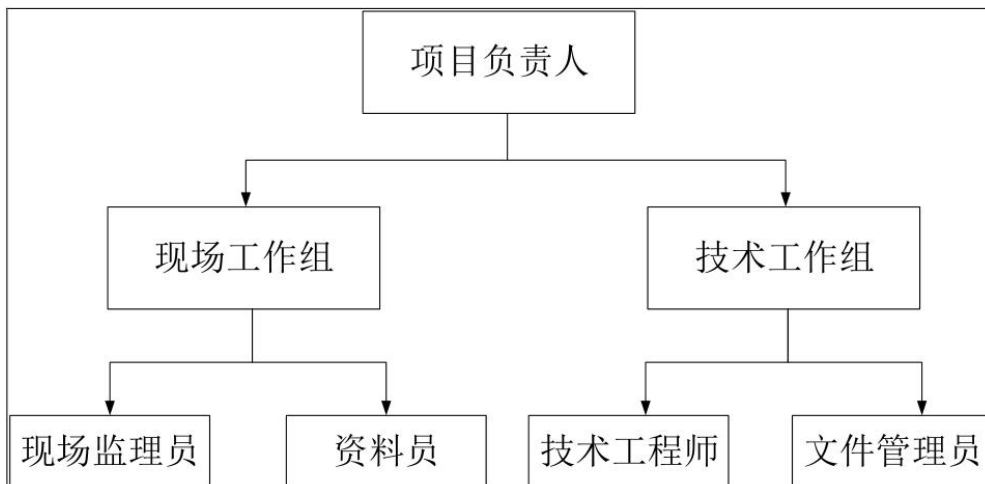 项目负责人
现场工作组
技术工作组
现场监理员
资料员
技术工程师
文件管理员